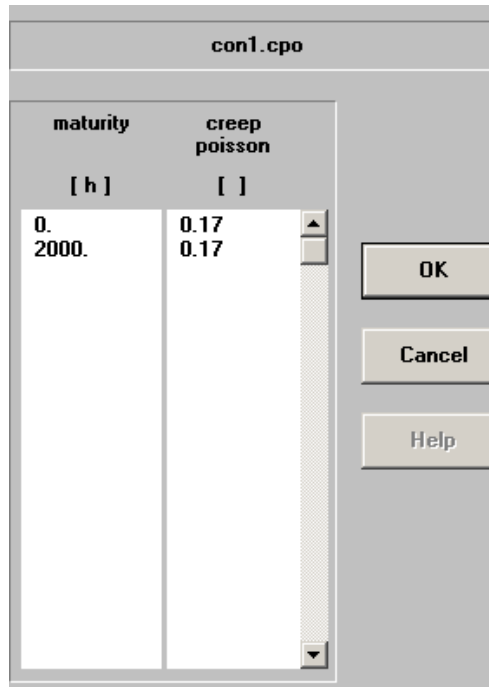 con1.cpo
maturity creep
poisson
[ h ] [ ]
0. 0.17
2000. 0.17
OK
Cancel
Help